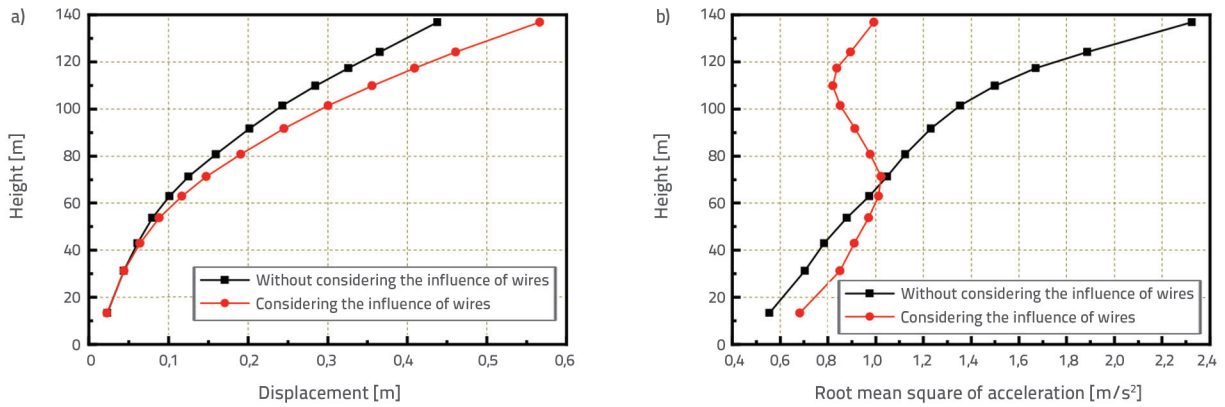 a)
140
120
100
80
60
40
20
0
Height [m]
Without considering the influence of wires
Considering the influence of wires
0 0,1 0,2 0,3 0,4 0,5 0,6
Displacement [m]
b)
140
120
100
80
60
40
20
0
Height [m]
Without considering the influence of wires
Considering the influence of wires
0,4 0,6 0,8 1,0 1,2 1,4 1,6 1,8 2,0 2,2 2,4
Root mean square of acceleration [m/s²]